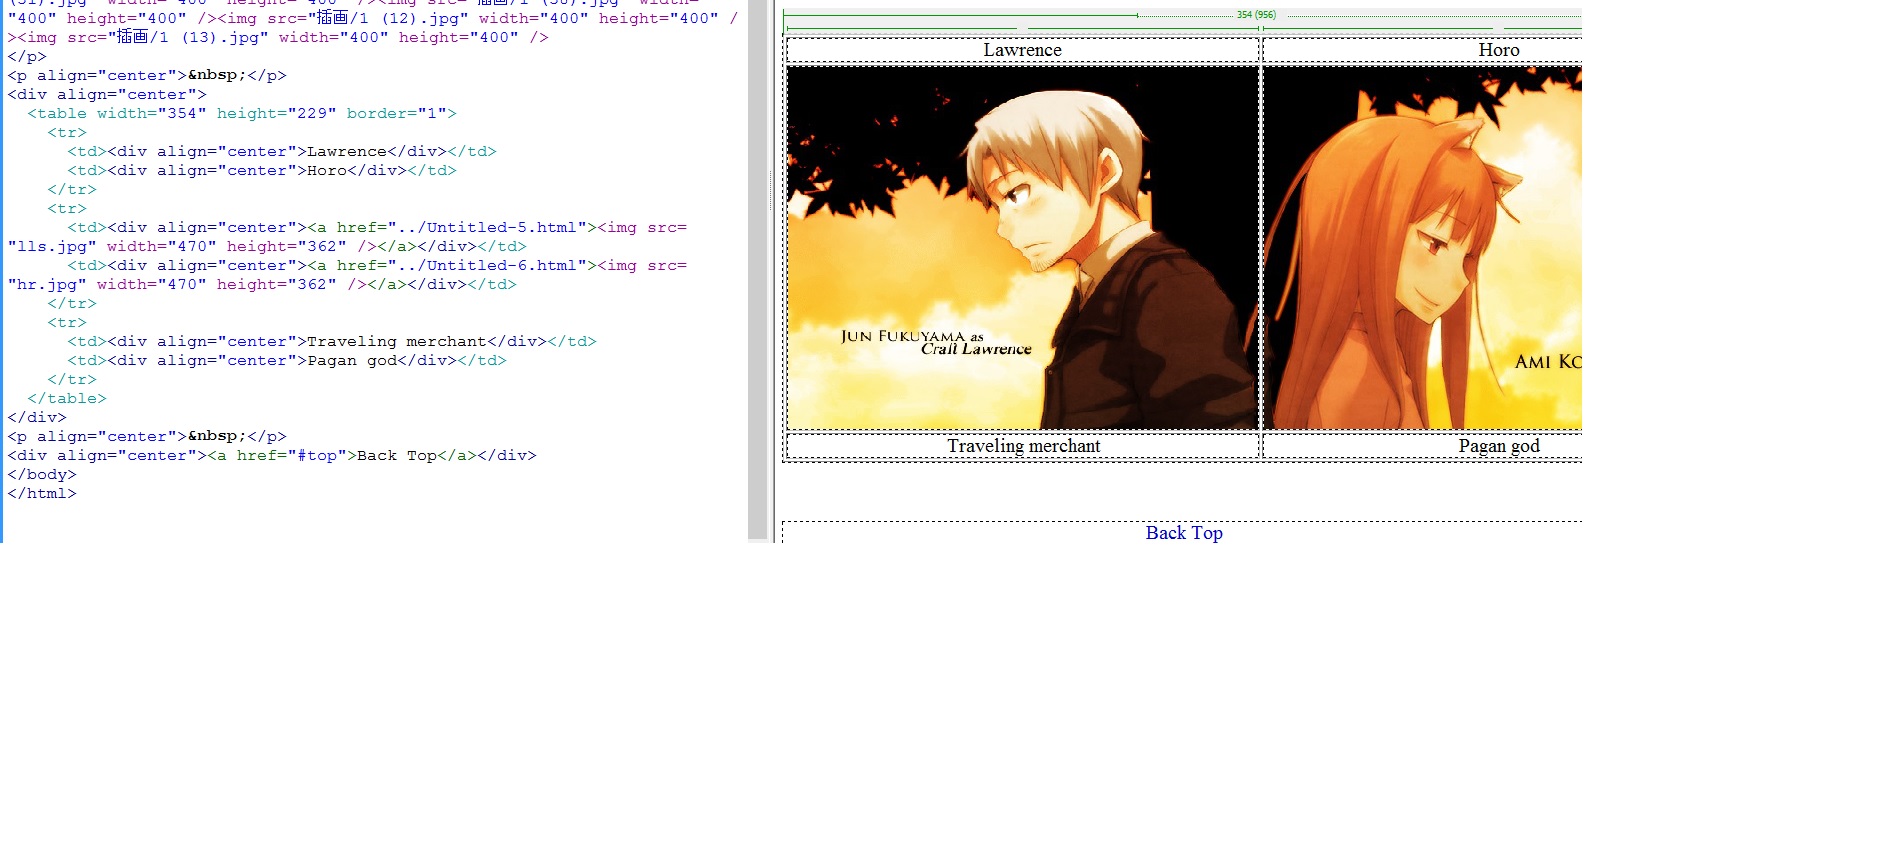 "400" height="400" /><img src="插画/1 (12).jpg" width="400" height="400" /
><img src="插画/1 (13).jpg" width="400" height="400" />
</p>
<p align="center">&nbsp;</p>
<div align="center">
  <table width="354" height="229" border="1">
    <tr>
      <td><div align="center">Lawrence</div></td>
      <td><div align="center">Horo</div></td>
    </tr>
    <tr>
      <td><div align="center"><a href="../Untitled-5.html"><img src=
"lls.jpg" width="470" height="362" /></a></div></td>
      <td><div align="center"><a href="../Untitled-6.html"><img src=
"hr.jpg" width="470" height="362" /></a></div></td>
    </tr>
    <tr>
      <td><div align="center">Traveling merchant</div></td>
      <td><div align="center">Pagan god</div></td>
    </tr>
  </table>
</div>
<p align="center">&nbsp;</p>
<div align="center"><a href="#top">Back Top</a></div>
</body>
</html>
354 (956)
Lawrence
Horo
Jun Fukuyama as
Craft Lawrence
Ami Ko
Traveling merchant
Pagan god
Back Top